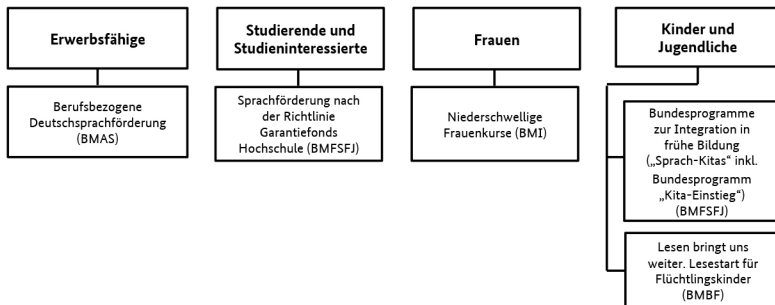 Erwerbsfähige
Berufsbezogene
Deutschsprachförderung
(BMAS)
Studierende und
Studieninteressierte
Sprachförderung nach
der Richtlinie
Garantiefonds
Hochschule (BMFSFJ)
Frauen
Niederschwellige
Frauenkurse (BMI)
Kinder und
Jugendliche
Bundesprogramme
zur Integration in
frühe Bildung
(„Sprach-Kitas“ inkl.
Bundesprogramm
„Kita-Einstieg“)
(BMFSFJ)
Lesen bringt uns
weiter. Lesestart für
Flüchtlingskinder
(BMBF)